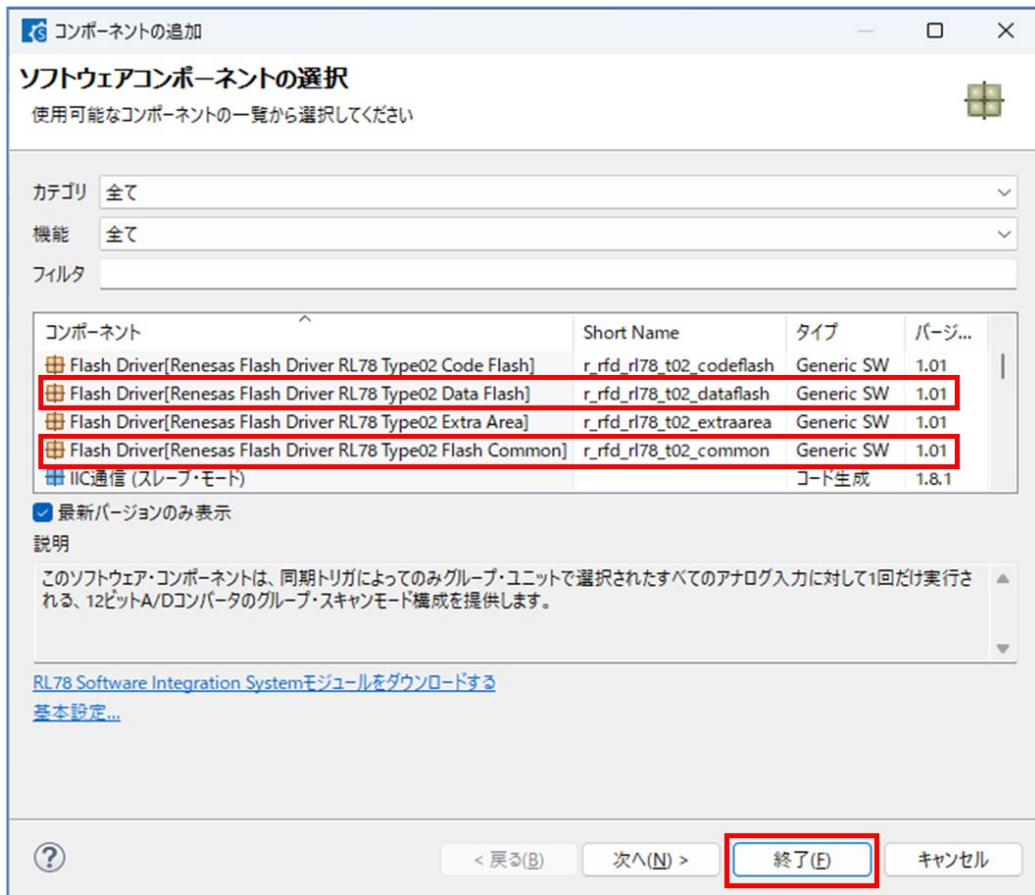 コンポーネントの追加
ソフトウェアコンポーネントの選択
使用可能なコンポーネントの一覧から選択してください
カテゴリ 全て
機能 全て
フィルタ
コンポーネント Short Name タイプ バージ...
Flash Driver[Renesas Flash Driver RL78 Type02 Code Flash] r_rfd_rl78_t02_codeflash Generic SW 1.01
Flash Driver[Renesas Flash Driver RL78 Type02 Data Flash] r_rfd_rl78_t02_dataflash Generic SW 1.01
Flash Driver[Renesas Flash Driver RL78 Type02 Extra Area] r_rfd_rl78_t02_extraarea Generic SW 1.01
Flash Driver[Renesas Flash Driver RL78 Type02 Flash Common] r_rfd_rl78_t02_common Generic SW 1.01
IIC通信 (スレーブ・モード) コード生成 1.8.1
最新バージョンのみ表示
説明
このソフトウェア・コンポーネントは、同期トリガによってのみグループ・ユニットで選択されたすべてのアナログ入力に対して1回だけ実行さ
れる、12ビットA/Dコンバータのグループ・スキャンモード構成を提供します。
RL78 Software Integration Systemモジュールをダウンロードする
基本設定...
? < 戻る(B) 次へ(N) > 終了(F) キャンセル